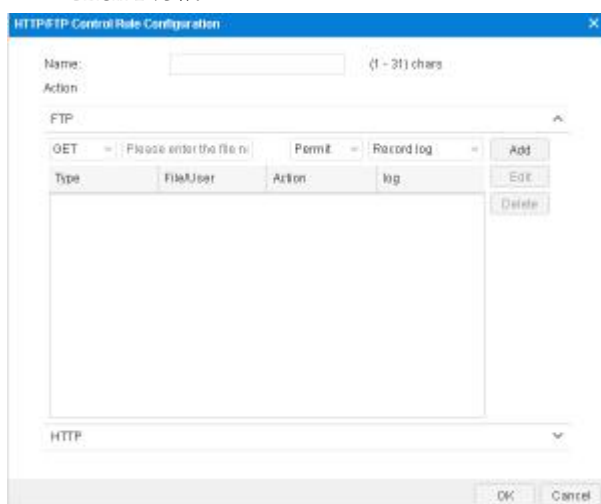 HTTP/FTP Control Rule Configuration
Name: (1 - 31) chars
Action
FTP
GET Please enter the file n Permit Record log Add
Type File/User Action log Edit
Delete
HTTP
OK Cancel